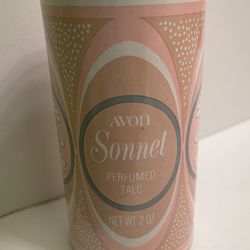 AVON
Sonnet
PERFUMED
TALC
NET WT 2 OZ